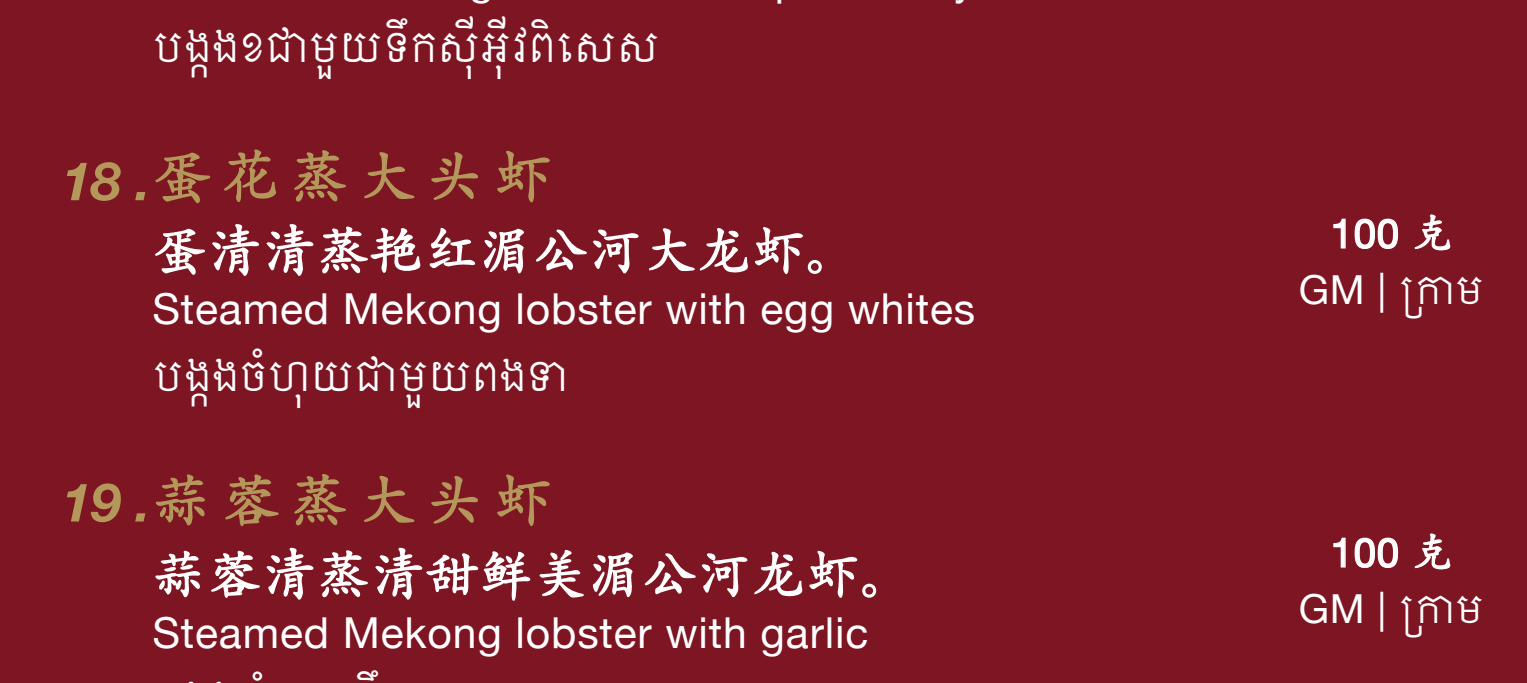 បង្កងខជាមួយទឹកស៊ីអ៊ីវពិសេស
18.蛋花蒸大头虾
蛋清清蒸艳红湄公河大龙虾。
100 克
Steamed Mekong lobster with egg whites
GM | ក្រាម
បង្កងចំហុយជាមួយពងទា
19.蒜蓉蒸大头虾
蒜蓉清蒸清甜鲜美湄公河龙虾。
100 克
Steamed Mekong lobster with garlic
GM | ក្រាម